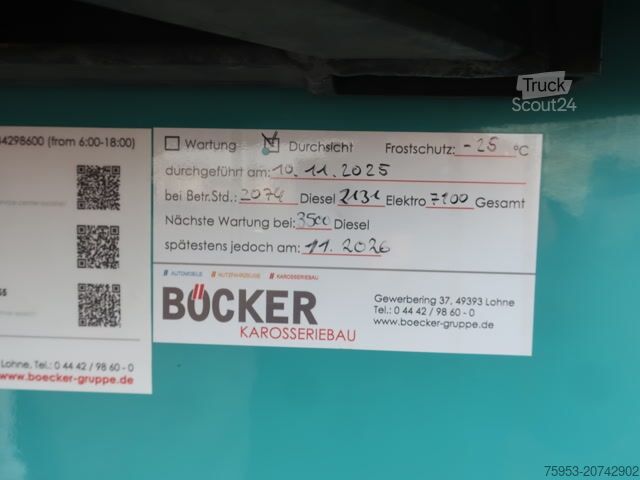 Truck
Scout24
44298600 (from 6:00-18:00)
Lohne, Tel.: 0 44 42 / 98 60 - 0
www.boecker-gruppe.de
Wartung Durchsicht Frostschutz: -25 °C
durchgeführt am: 10.11.2025
bei Betr.Std.: 2074 Diesel 2131 Elektro 7200 Gesamt
Nächste Wartung bei: 3500 Diesel
spätestens jedoch am: 11.2026
AUTOMOBILE NUTZFAHRZEUGE KAROSSERIEBAU
BÖCKER
KAROSSERIEBAU
Gewerbering 37, 49393 Lohne
Tel.: 0 44 42 / 98 60 - 0
www.boecker-gruppe.de
75953-20742902